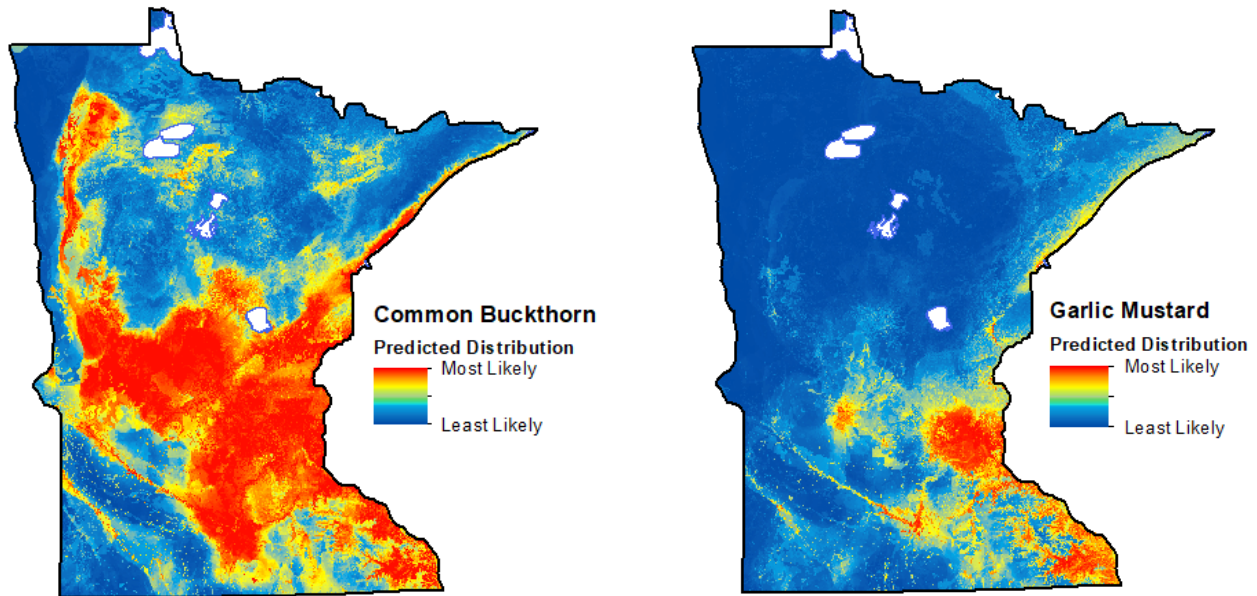 Common Buckthorn
Predicted Distribution
Most Likely
Least Likely
Garlic Mustard
Predicted Distribution
Most Likely
Least Likely